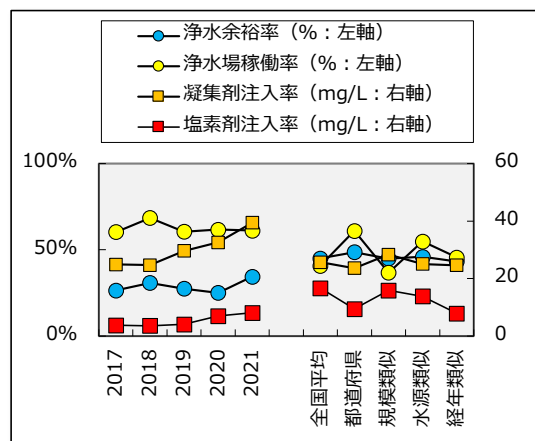 浄水余裕率（%：左軸）
浄水場稼働率（%：左軸）
凝集剤注入率（mg/L：右軸）
塩素剤注入率（mg/L：右軸）
100%
60
40
50%
20
0%
0
2017
2018
2019
2020
2021
全国平均
都道府県
規模類似
水源類似
経年類似